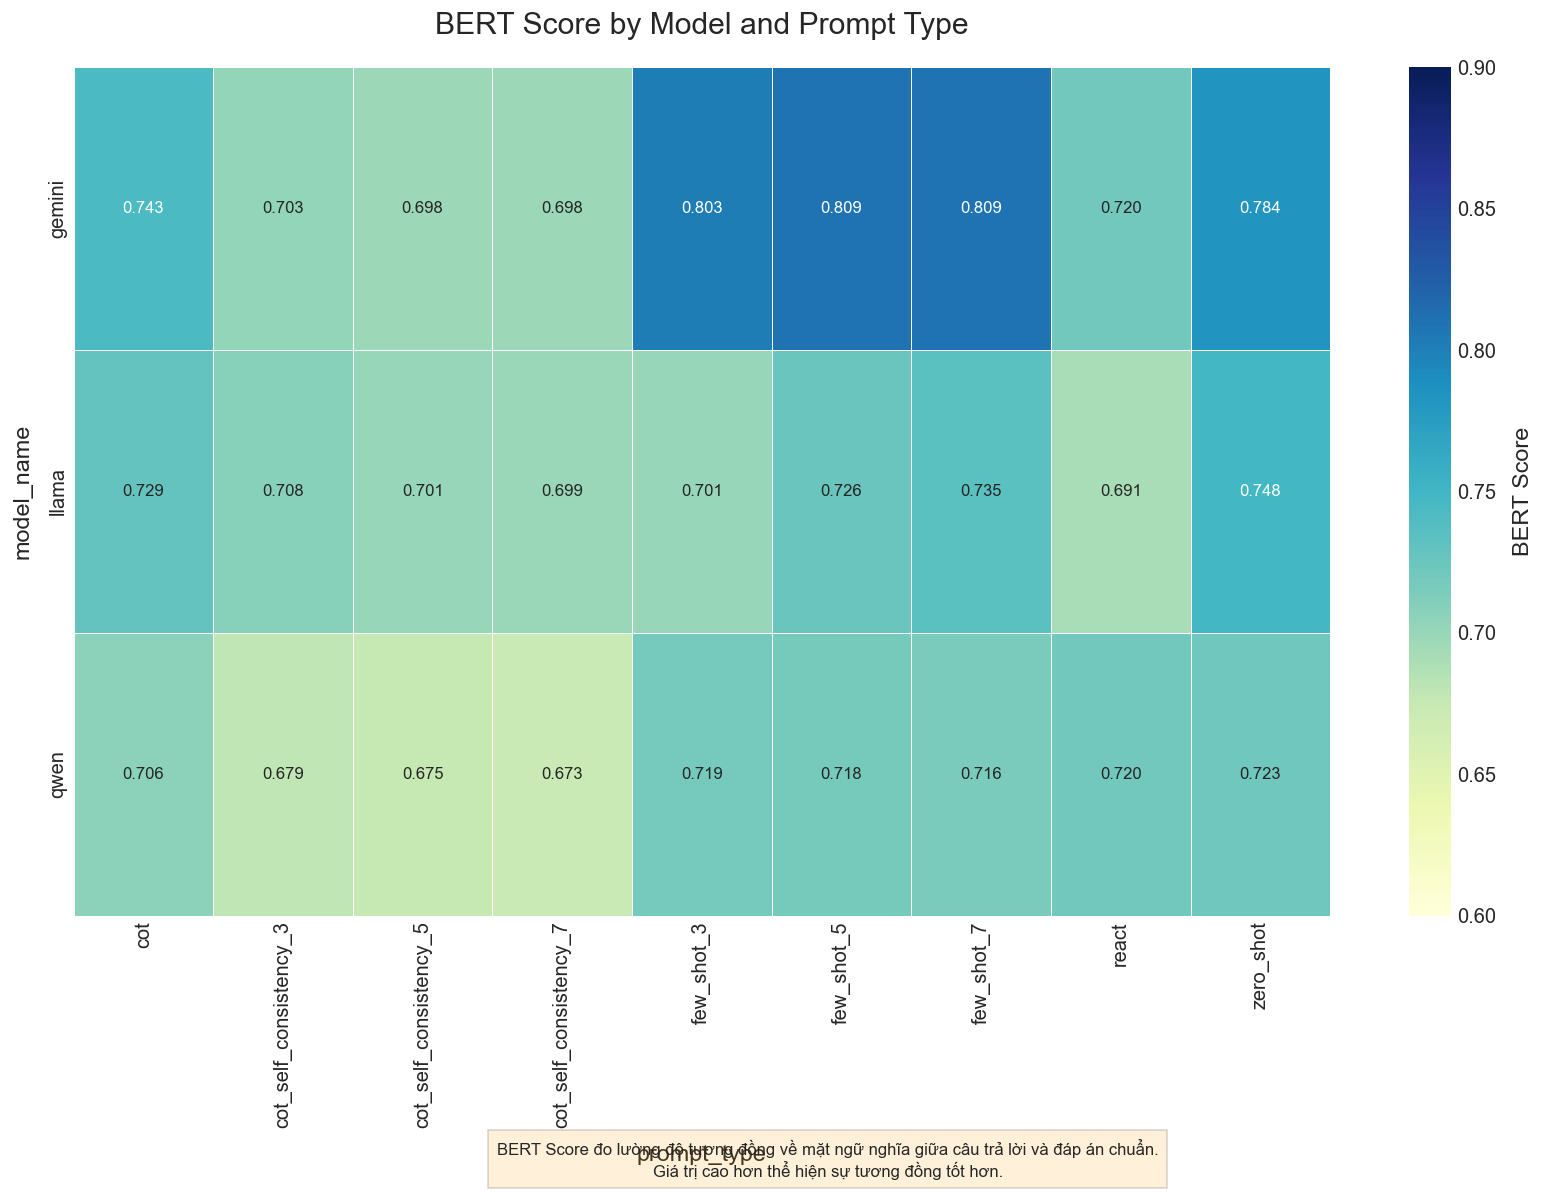 BERT Score by Model and Prompt Type
model_name
gemini
0.743 0.703 0.698 0.698 0.803 0.809 0.809 0.720 0.784
llama
0.729 0.708 0.701 0.699 0.701 0.726 0.735 0.691 0.748
qwen
0.706 0.679 0.675 0.673 0.719 0.718 0.716 0.720 0.723
cot
cot_self_consistency_3
cot_self_consistency_5
cot_self_consistency_7
few_shot_3
few_shot_5
few_shot_7
react
zero_shot
prompt_type
0.90
0.85
0.80
0.75
0.70
0.65
0.60
BERT Score
BERT Score đo lường độ tương đồng về mặt ngữ nghĩa giữa câu trả lời và đáp án chuẩn.
Giá trị cao hơn thể hiện sự tương đồng tốt hơn.